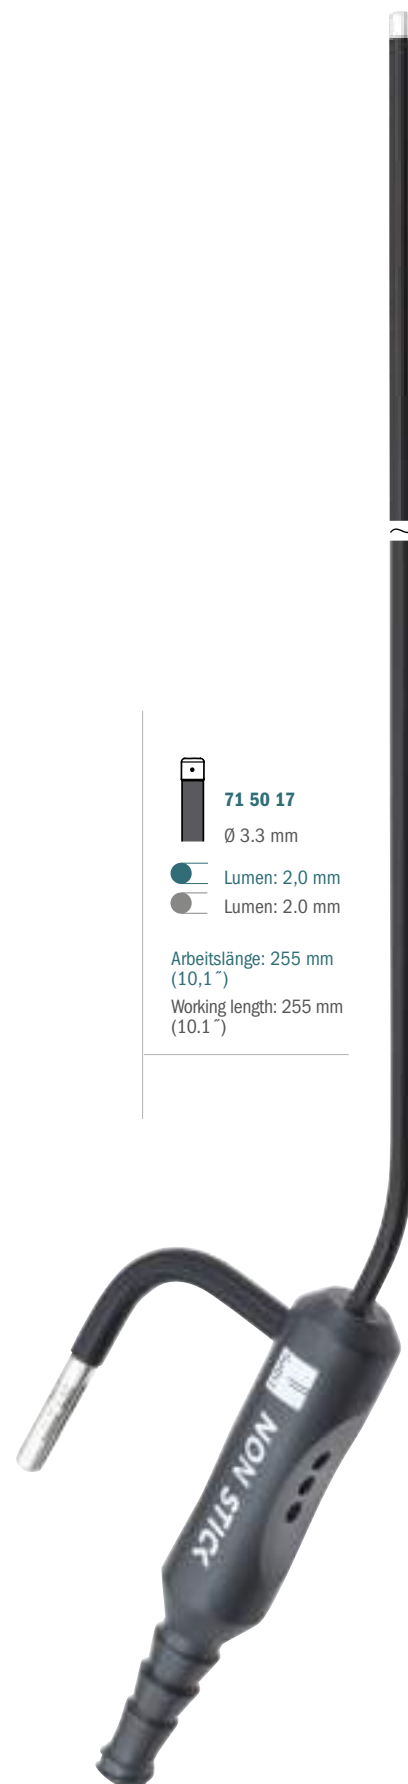 71 50 17
Ø 3.3 mm
Lumen: 2,0 mm
Lumen: 2.0 mm
Arbeitslänge: 255 mm
(10,1˝)
Working length: 255 mm
(10.1˝)
NON STICK